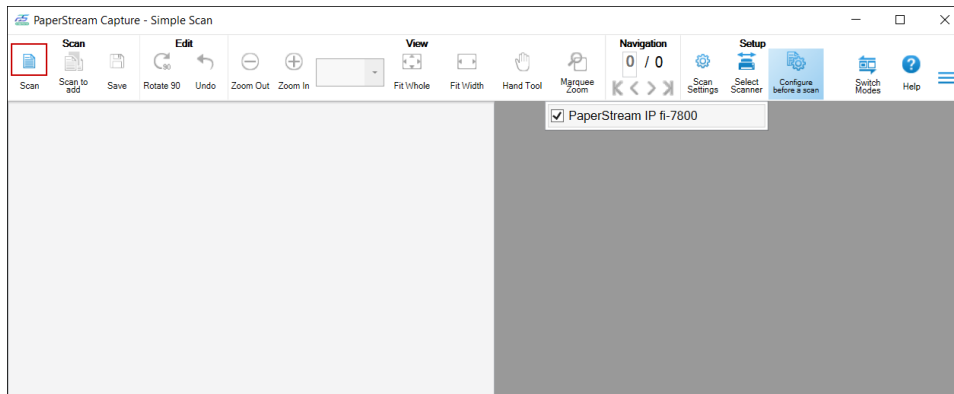 PaperStream Capture - Simple Scan
Scan Edit View Navigation Setup
90
0 / 0
Scan
Scan to add
Save
Rotate 90
Undo
Zoom Out
Zoom In
Fit Whole
Fit Width
Hand Tool
Marquee Zoom
Scan Settings
Select Scanner
Configure before a scan
Switch Modes
Help
PaperStream IP fi-7800